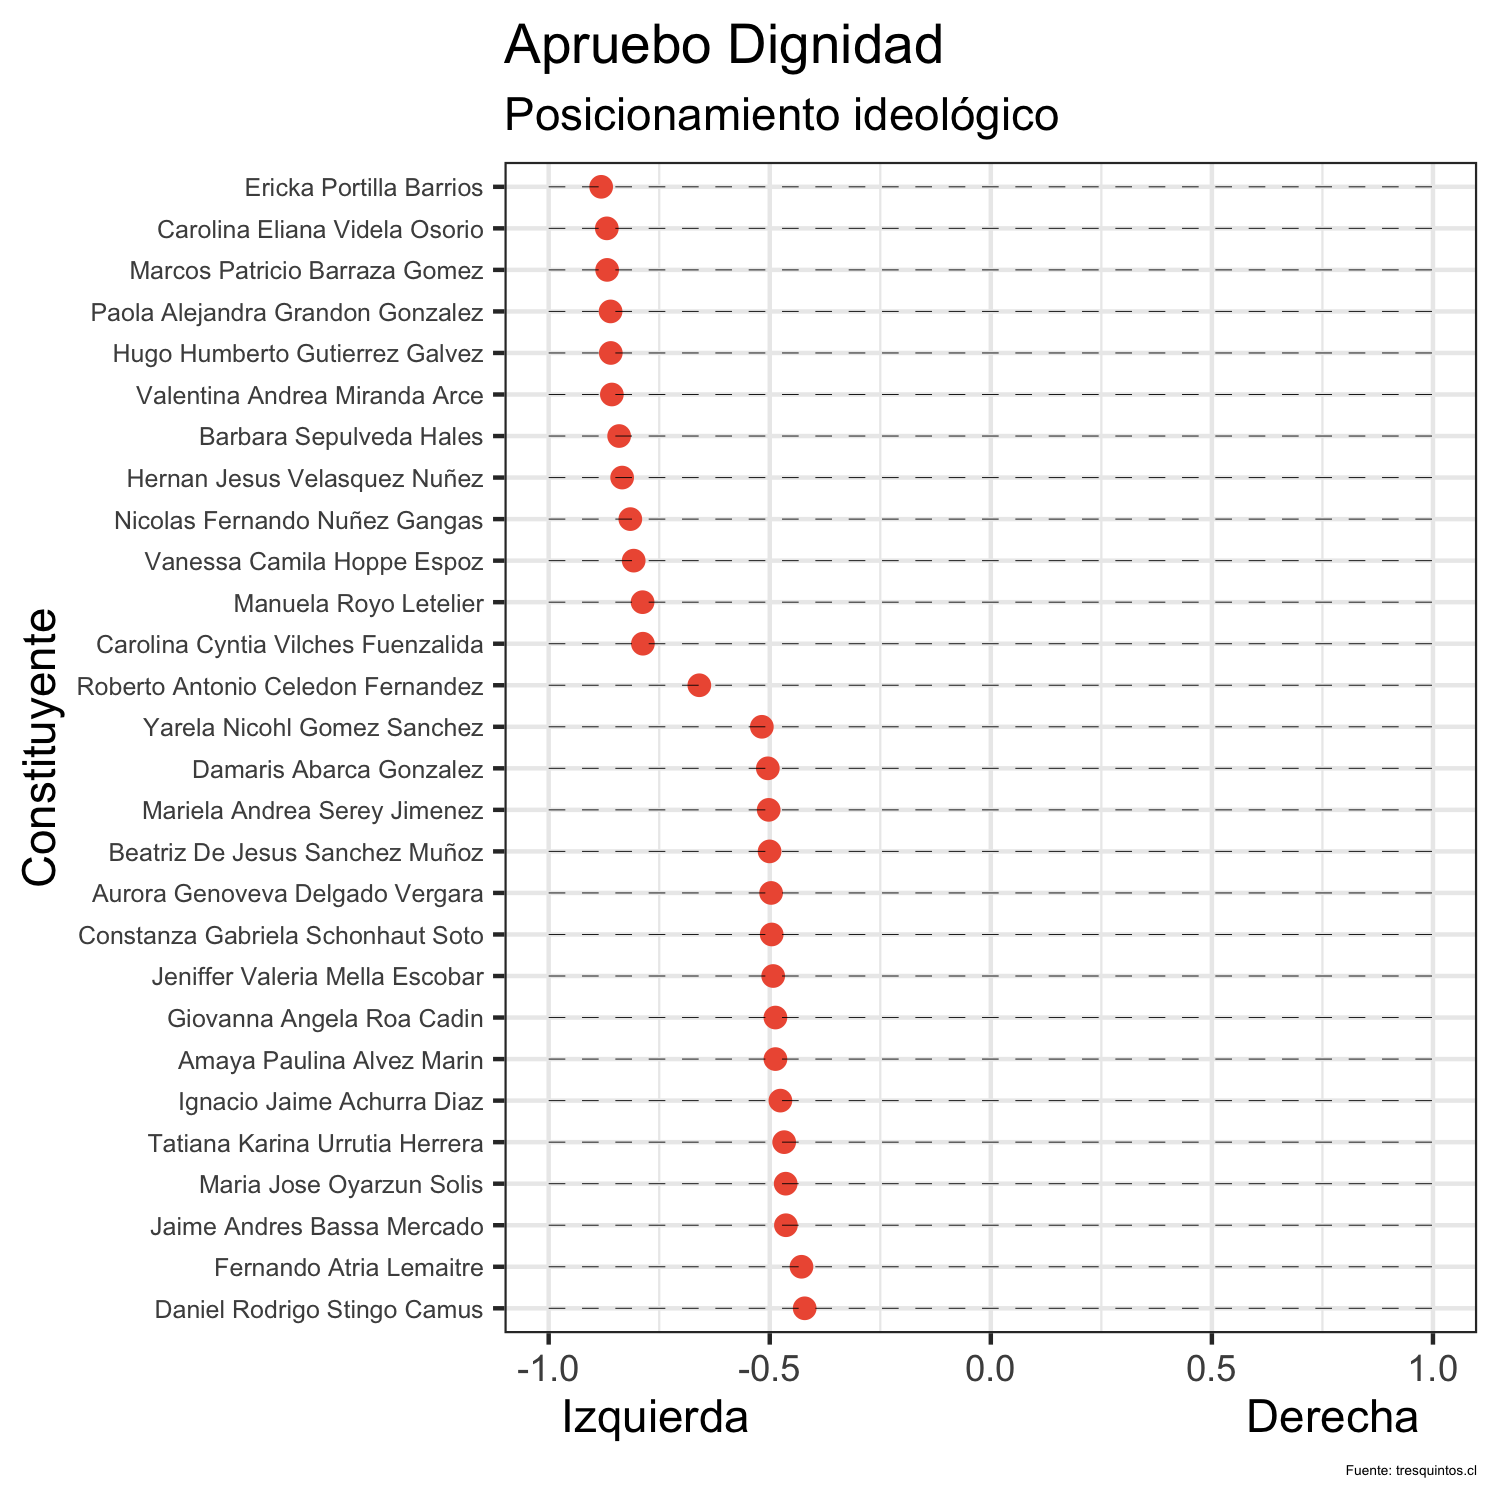 Apruebo Dignidad
Posicionamiento ideológico
Constituyente
Ericka Portilla Barrios
Carolina Eliana Videla Osorio
Marcos Patricio Barraza Gomez
Paola Alejandra Grandon Gonzalez
Hugo Humberto Gutierrez Galvez
Valentina Andrea Miranda Arce
Barbara Sepulveda Hales
Hernan Jesus Velasquez Nuñez
Nicolas Fernando Nuñez Gangas
Vanessa Camila Hoppe Espoz
Manuela Royo Letelier
Carolina Cyntia Vilches Fuenzalida
Roberto Antonio Celedon Fernandez
Yarela Nicohl Gomez Sanchez
Damaris Abarca Gonzalez
Mariela Andrea Serey Jimenez
Beatriz De Jesus Sanchez Muñoz
Aurora Genoveva Delgado Vergara
Constanza Gabriela Schonhaut Soto
Jeniffer Valeria Mella Escobar
Giovanna Angela Roa Cadin
Amaya Paulina Alvez Marin
Ignacio Jaime Achurra Diaz
Tatiana Karina Urrutia Herrera
Maria Jose Oyarzun Solis
Jaime Andres Bassa Mercado
Fernando Atria Lemaitre
Daniel Rodrigo Stingo Camus
-1.0 -0.5 0.0 0.5 1.0
Izquierda Derecha
Fuente: tresquintos.cl